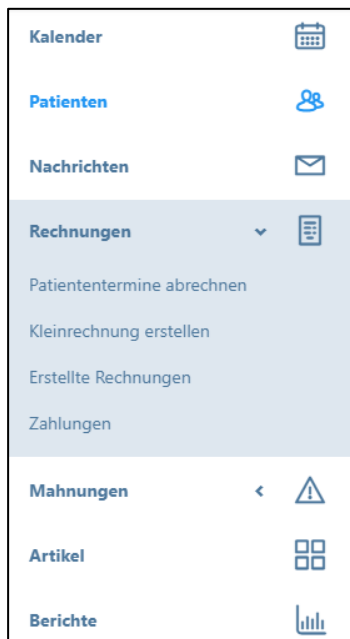 Kalender
Patienten
Nachrichten
Rechnungen
Patiententermine abrechnen
Kleinrechnung erstellen
Erstellte Rechnungen
Zahlungen
Mahnungen
Artikel
Berichte